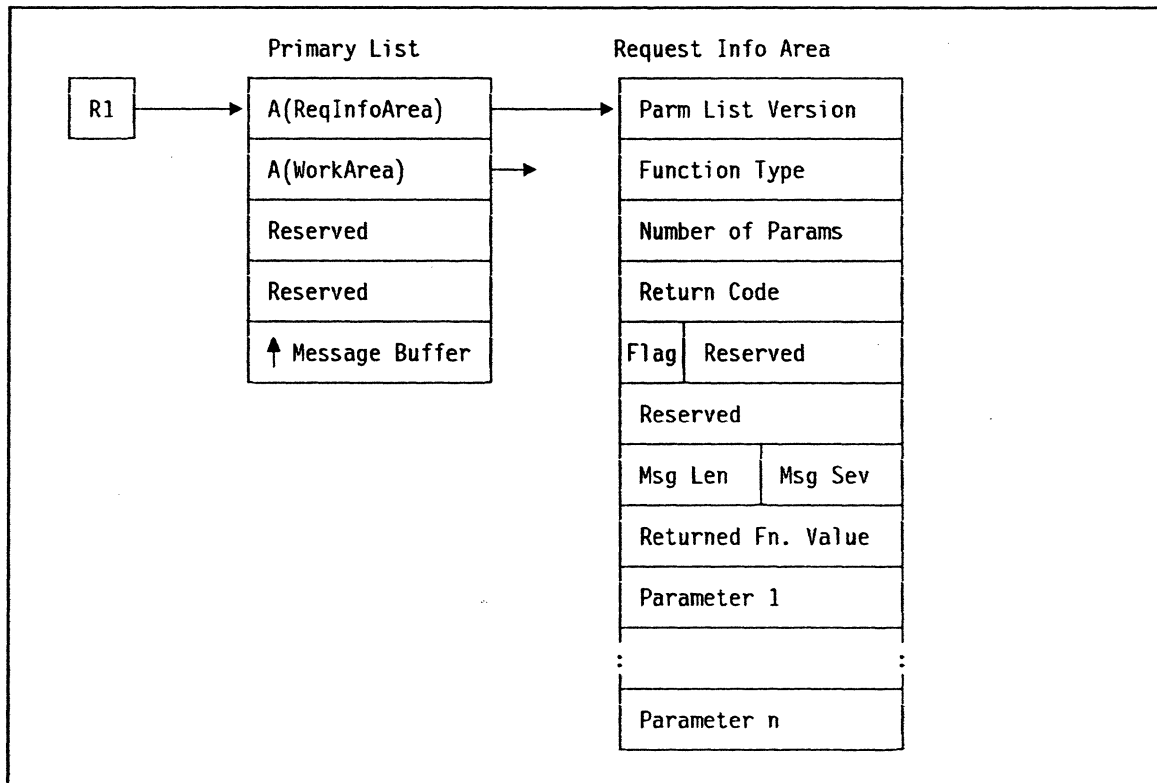 Primary List
Request Info Area
R1
A(ReqInfoArea)
A(WorkArea)
Reserved
Reserved
Message Buffer
Parm List Version
Function Type
Number of Params
Return Code
Flag Reserved
Reserved
Msg Len Msg Sev
Returned Fn. Value
Parameter 1
:
:
Parameter n